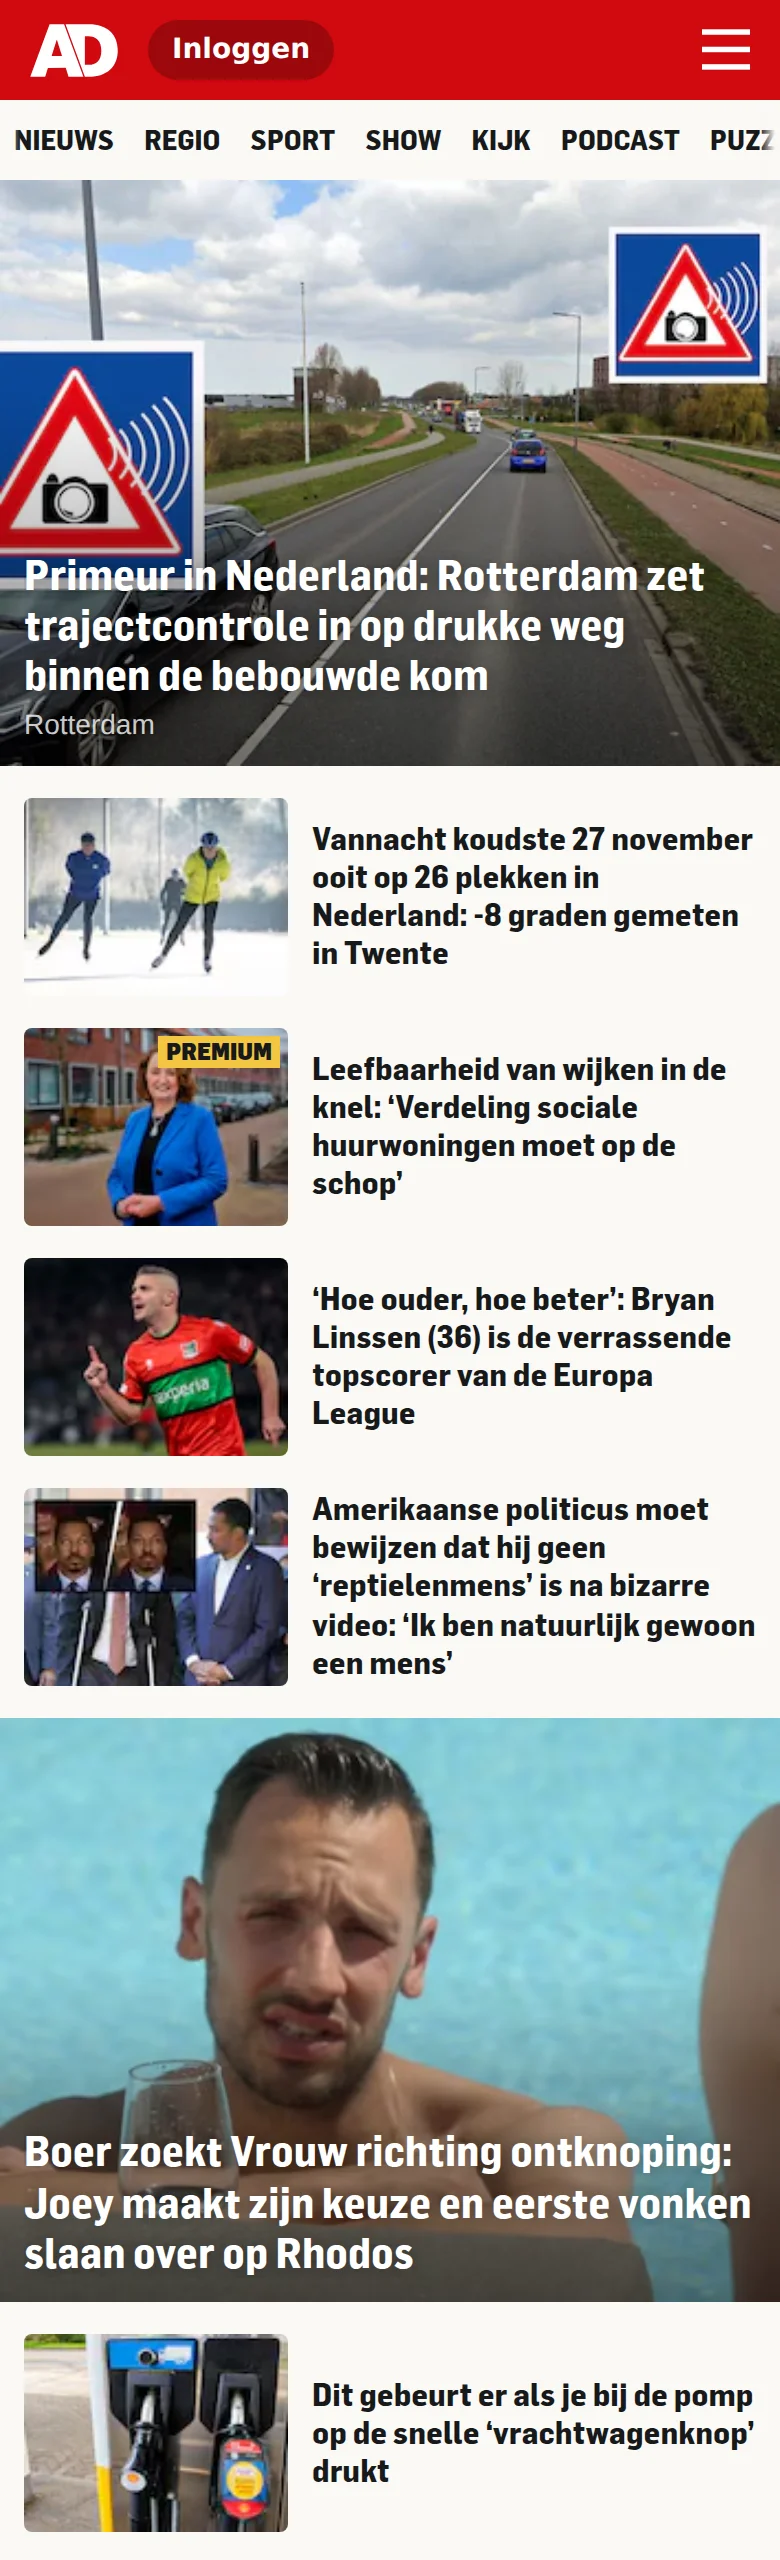 AD
Inloggen
NIEUWS REGIO SPORT SHOW KIJK PODCAST PUZZ
Primeur in Nederland: Rotterdam zet
trajectcontrole in op drukke weg
binnen de bebouwde kom
Rotterdam
Vannacht koudste 27 november
ooit op 26 plekken in
Nederland: -8 graden gemeten
in Twente
PREMIUM
Leefbaarheid van wijken in de
knel: ‘Verdeling sociale
huurwoningen moet op de
schop’
‘Hoe ouder, hoe beter’: Bryan
Linssen (36) is de verrassende
topscorer van de Europa
League
nexperia
Amerikaanse politicus moet
bewijzen dat hij geen
‘reptielenmens’ is na bizarre
video: ‘Ik ben natuurlijk gewoon
een mens’
Boer zoekt Vrouw richting ontknoping:
Joey maakt zijn keuze en eerste vonken
slaan over op Rhodos
Dit gebeurt er als je bij de pomp
op de snelle ‘vrachtwagenknop’
drukt